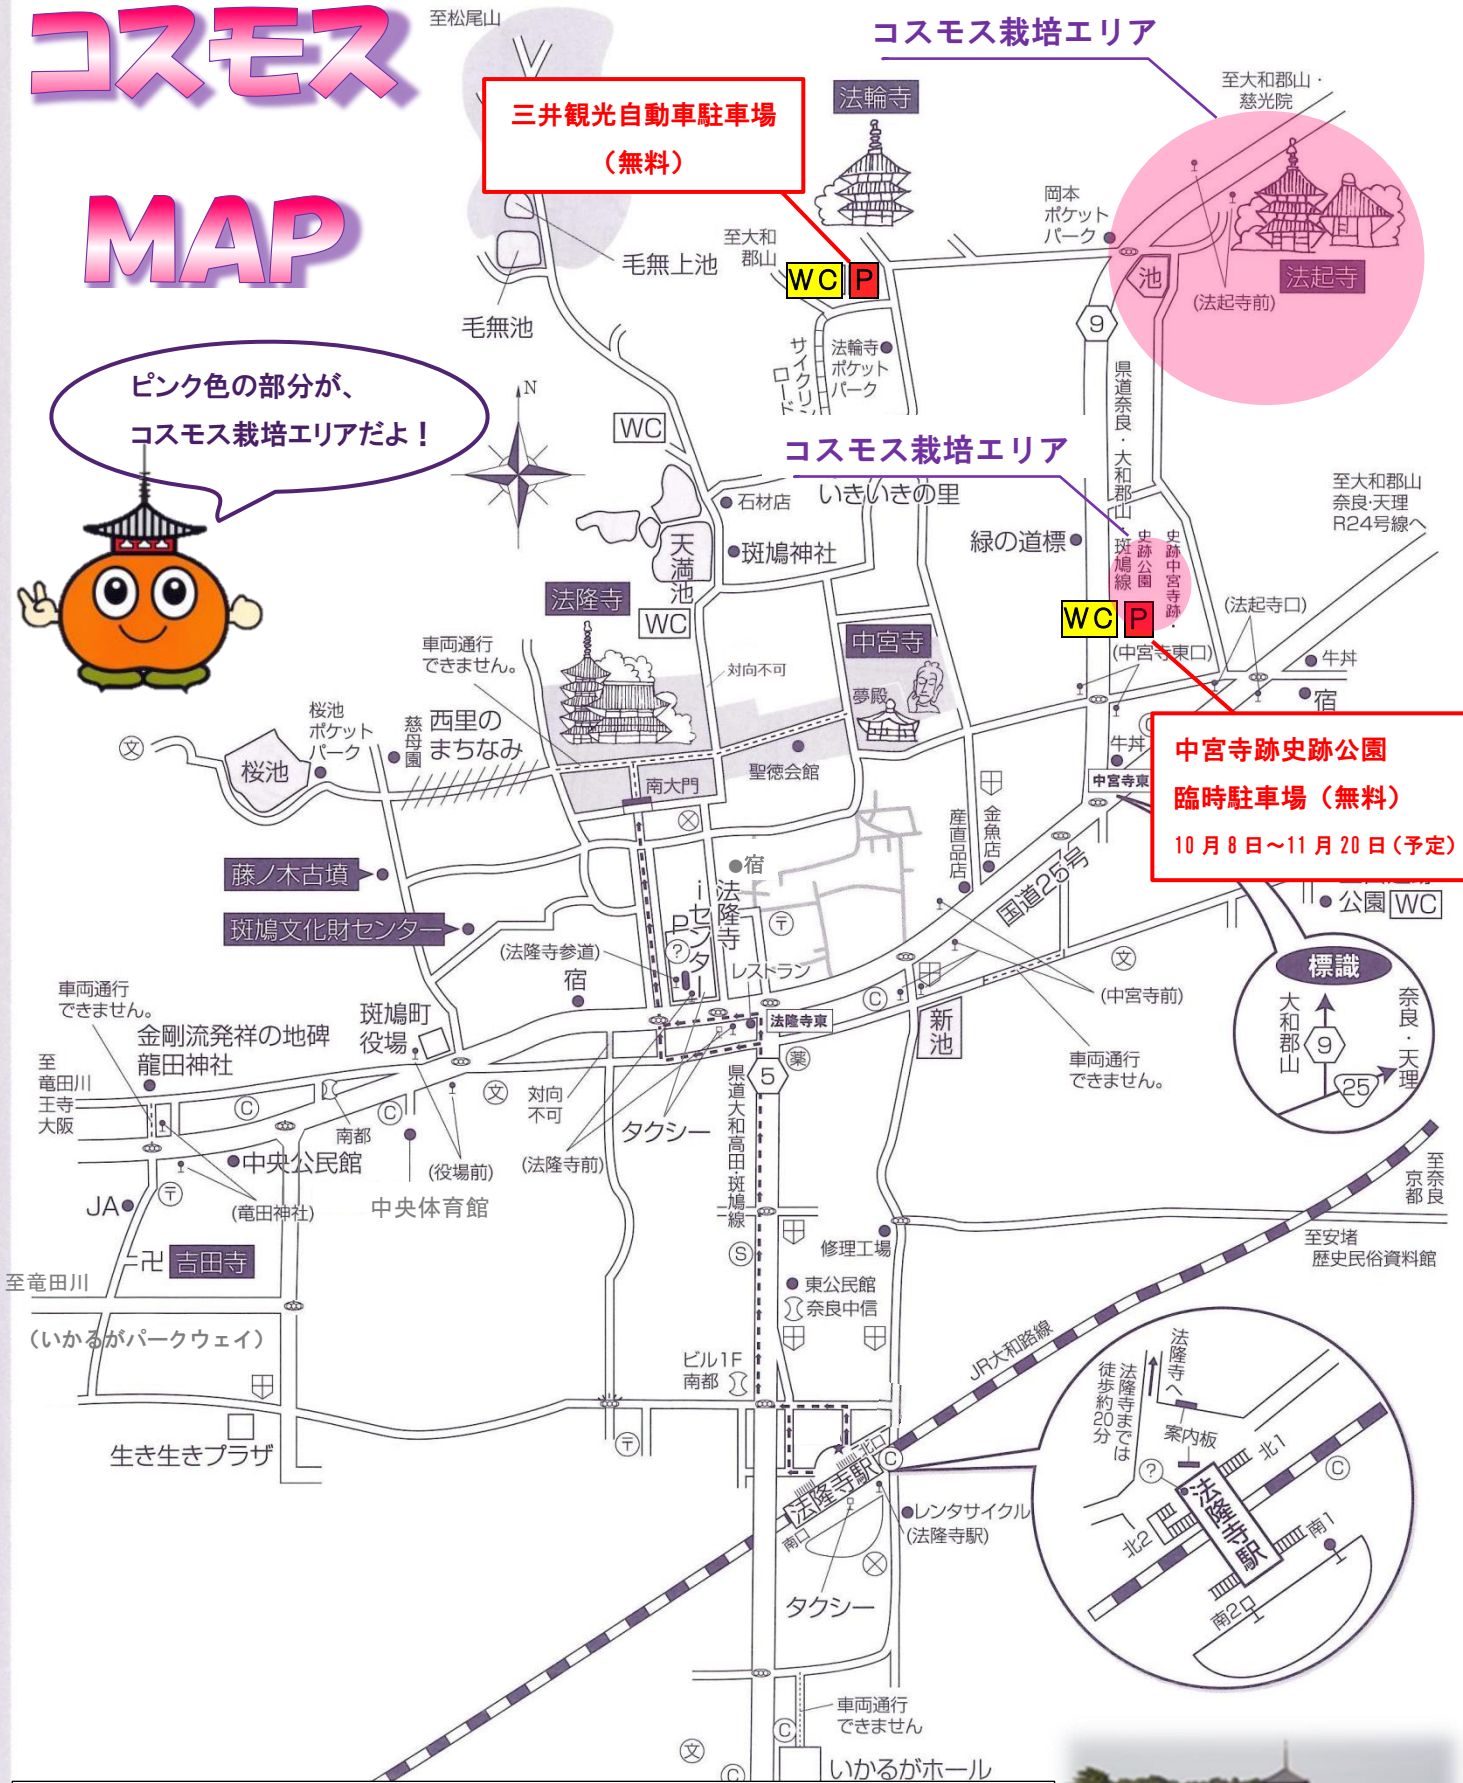 コスモス
MAP
至松尾山
コスモス栽培エリア
三井観光自動車駐車場
（無料）
法輪寺
至大和郡山・
慈光院
岡本
ポケット
パーク
至大和
郡山
WC P
毛無上池
毛無池
池
(法起寺前)
法起寺
9
サイクリング
ロード
法輪寺
ポケット
パーク
県道奈良・大和郡山・斑鳩線
ピンク色の部分が、
コスモス栽培エリアだよ！
N
WC
コスモス栽培エリア
石材店
いきいきの里
至大和郡山
奈良・天理
R24号線へ
天満池
斑鳩神社
緑の道標
史跡中宮寺跡・
史跡公園
法隆寺
WC
WC P
(法起寺口)
中宮寺
(中宮寺東口)
牛丼
車両通行
できません。
対向不可
夢殿
宿
桜池
ポケット
パーク
慈母園
西里の
まちなみ
文
桜池
南大門
聖徳会館
牛丼
中宮寺東
中宮寺跡史跡公園
臨時駐車場（無料）
10月8日～11月20日（予定）
産直品店
金魚店
藤ノ木古墳
宿
国道25号
公園 WC
斑鳩文化財センター
法隆寺
iセンター
P
?
〒
(法隆寺参道)
レストラン
宿
文
標識
大和郡山
9
奈良・天理
25
(中宮寺前)
C
車両通行
できません。
斑鳩町
役場
法隆寺東
新池
金剛流発祥の地碑
龍田神社
至
竜田川
王寺
大阪
5
薬
車両通行
できません。
文
対向
不可
C
C
南都
タクシー
県道大和高田・斑鳩線
中央公民館
(役場前)
(法隆寺前)
至奈良
京都
JA
〒
(竜田神社)
中央体育館
S
修理工場
至安堵
歴史民俗資料館
卍 吉田寺
至竜田川
東公民館
奈良中信
（いかるがパークウェイ）
JR大和路線
ビル1F
南都
法隆寺へ
法隆寺までは
徒歩約20分
案内板
生き生きプラザ
〒
北口
C
法隆寺駅
南口
北1
?
C
法隆寺駅
北2
南1
南2
レンタサイクル
(法隆寺駅)
タクシー
車両通行
できません
C
文
C
いかるがホール